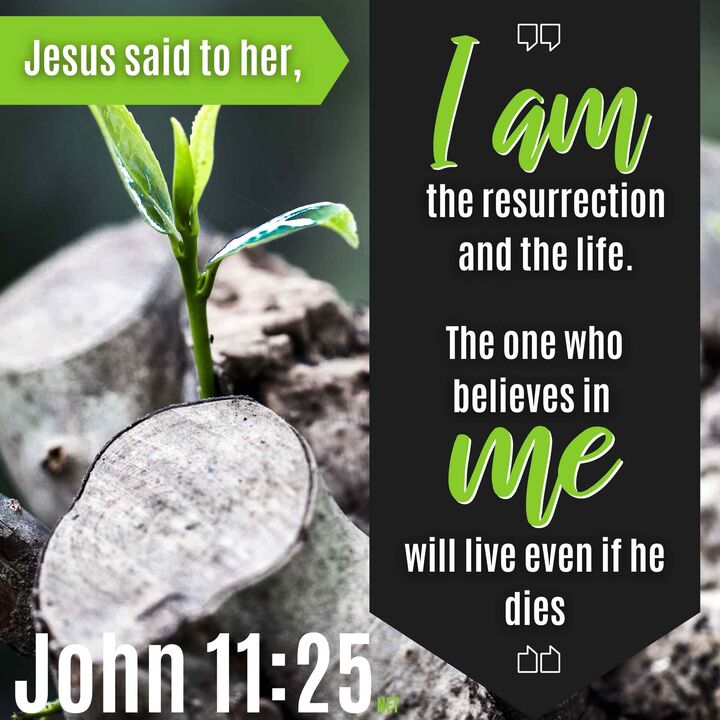 Jesus said to her,
I am
the resurrection
and the life.
The one who
believes in
me
will live even if he
dies
John 11:25
NET